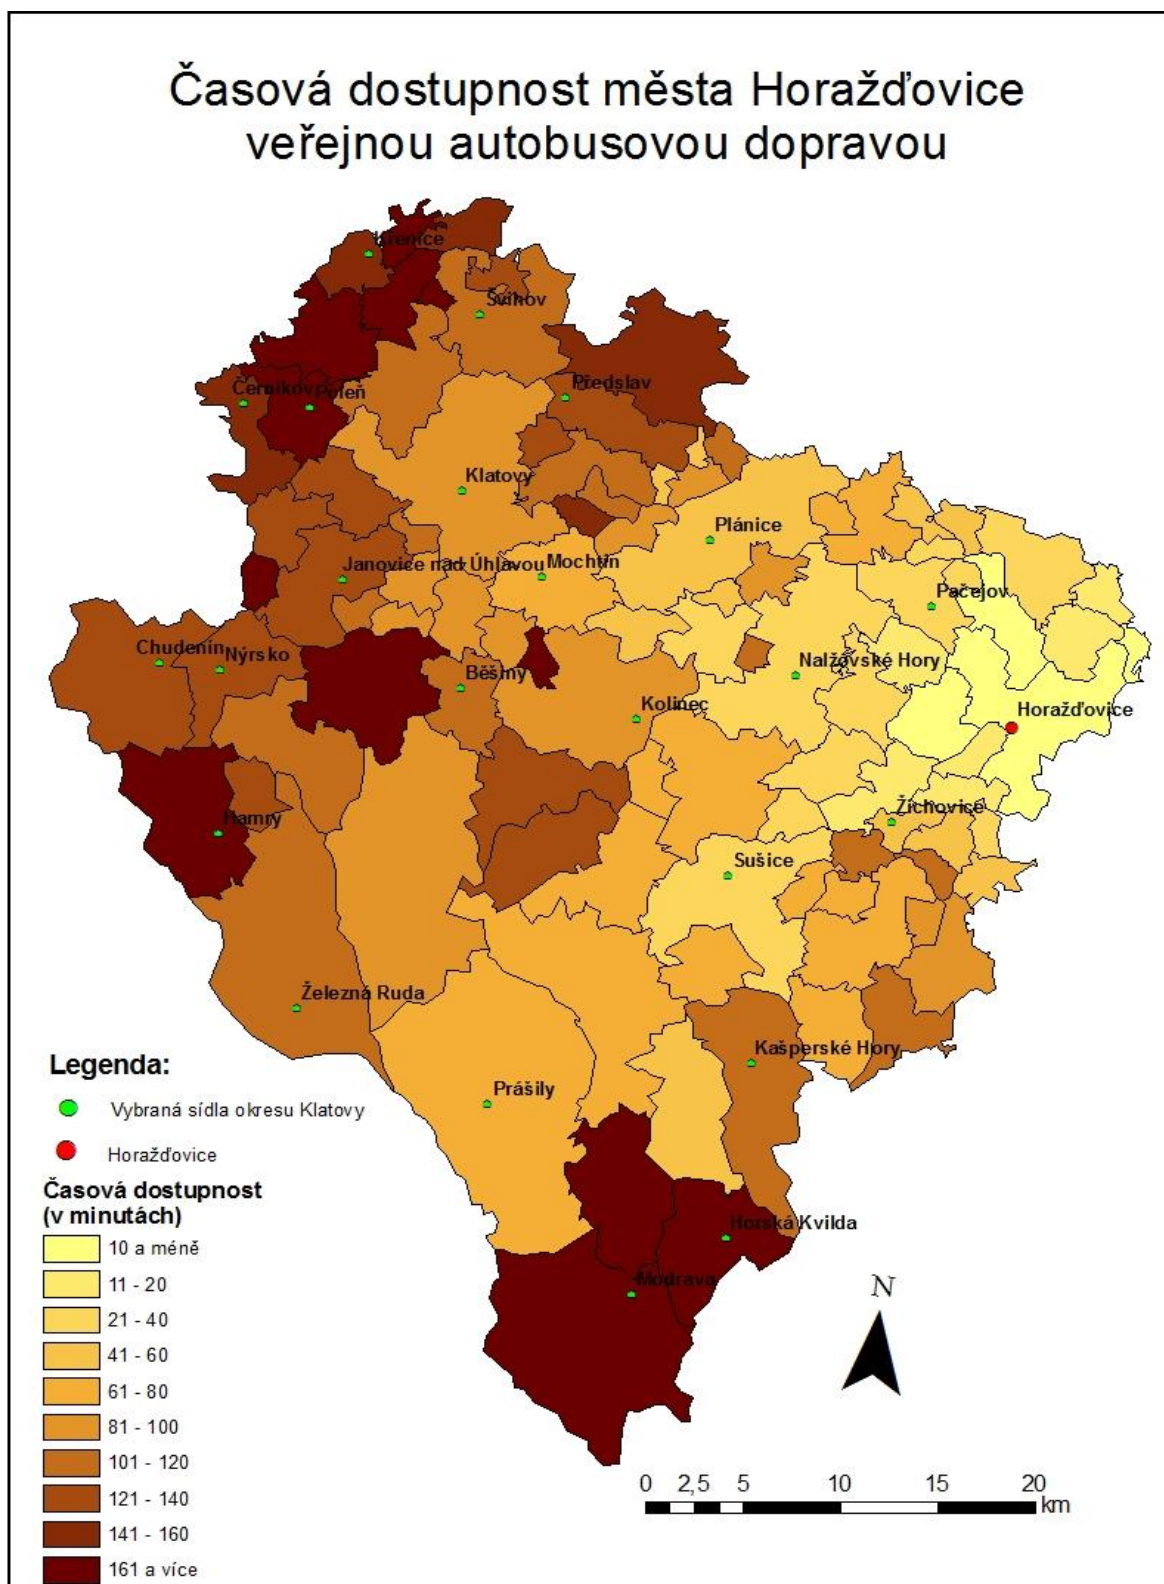 Časová dostupnost města Horažďovice
veřejnou autobusovou dopravou
Křenice
Švihov
Předslav
Černíkov
Poleň
Klatovy
Plánice
Janovice nad Úhlavou
Mochtín
Pačejov
Chudenín
Nýrsko
Běšiny
Nalžovské Hory
Kolinec
Horažďovice
Hamry
Žichovice
Sušice
Železná Ruda
Kašperské Hory
Prášily
Horská Kvilda
Modrava
Legenda:
Vybraná sídla okresu Klatovy
Horažďovice
Časová dostupnost
(v minutách)
10 a méně
11 - 20
21 - 40
41 - 60
61 - 80
81 - 100
101 - 120
121 - 140
141 - 160
161 a více
N
0 2,5 5 10 15 20
km